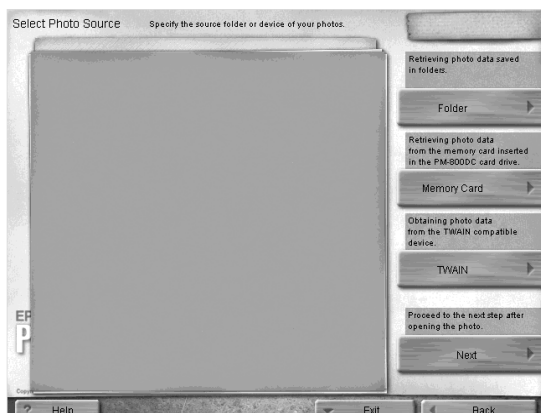 Select Photo Source
Specify the source folder or device of your photos.
Retrieving photo data saved
in folders.
Folder
Retrieving photo data
from the memory card inserted
in the PM-800DC card drive.
Memory Card
Obtaining photo data
from the TWAIN compatible
device.
TWAIN
Proceed to the next step after
opening the photo.
Next
EP
P
? Help
Exit
Back